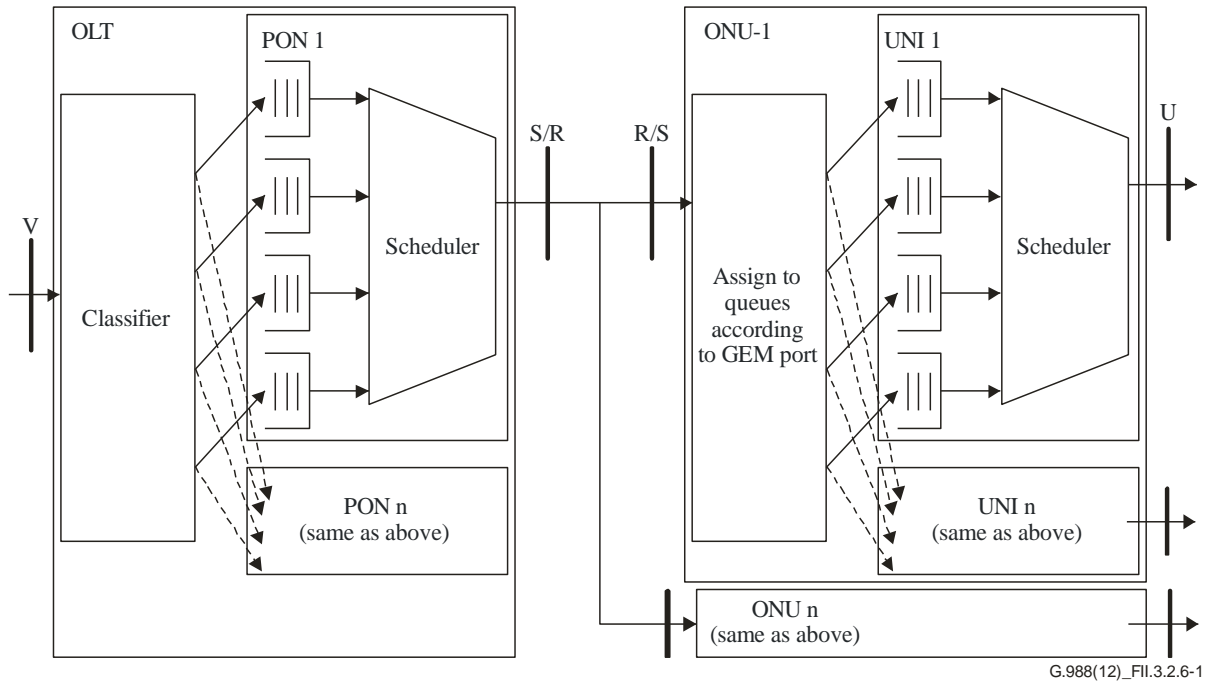 OLT
PON 1
V
Classifier
Scheduler
PON n
(same as above)
S/R
R/S
ONU-1
UNI 1
Assign to
queues
according
to GEM port
Scheduler
UNI n
(same as above)
U
ONU n
(same as above)
G.988(12)_FII.3.2.6-1